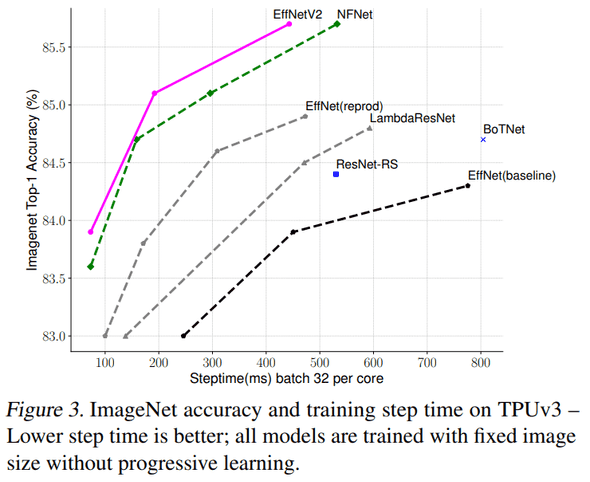 EffNetV2 NFNet
85.5
85.0
EffNet(reprod)
LambdaResNet
BoTNet
84.5
ResNet-RS
EffNet(baseline)
84.0
83.5
83.0
Imagenet Top-1 Accuracy (%)
100 200 300 400 500 600 700 800
Steptime(ms) batch 32 per core
Figure 3. ImageNet accuracy and training step time on TPUv3 –
Lower step time is better; all models are trained with fixed image
size without progressive learning.